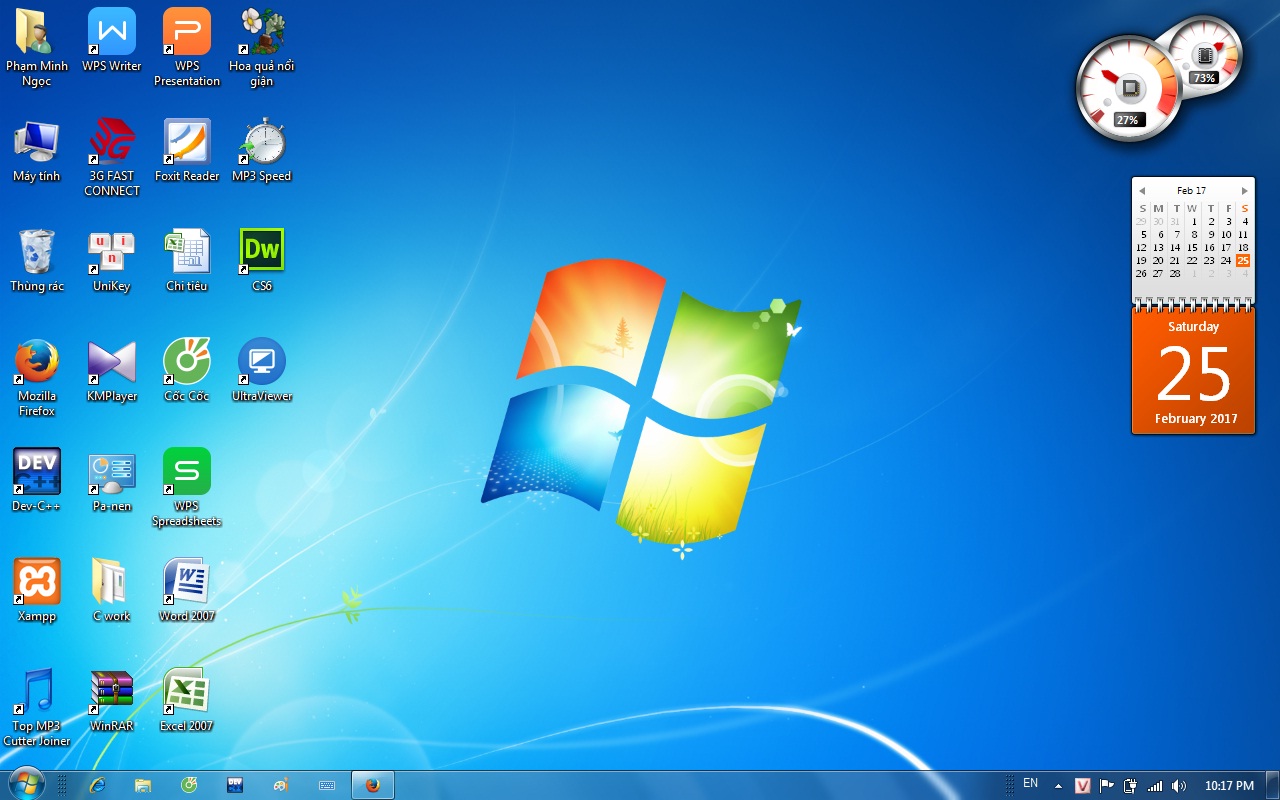 Phạm Minh
Ngọc
WPS Writer
WPS
Presentation
Hoa quả nổi
giận
Máy tính
3G FAST
CONNECT
Foxit Reader
MP3 Speed
Thùng rác
UniKey
Chi tiêu
CS6
Mozilla
Firefox
KMPlayer
Cốc Cốc
UltraViewer
Dev-C++
Pa-nen
WPS
Spreadsheets
Xampp
C work
Word 2007
Top MP3
Cutter Joiner
WinRAR
Excel 2007
3G
u i
n
Dw
DEV
C++
73%
27%
Feb 17
S M T W T F S
29 30 31 1 2 3 4
5 6 7 8 9 10 11
12 13 14 15 16 17 18
19 20 21 22 23 24 25
26 27 28 1 2 3 4
Saturday
25
February 2017
DEV
EN
V
10:17 PM